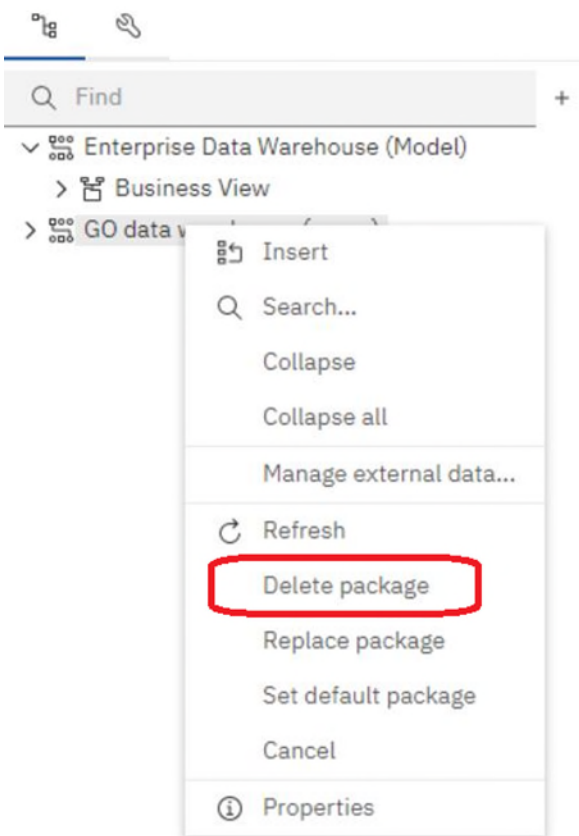 Find
Enterprise Data Warehouse (Model)
Business View
GO data
Insert
Search...
Collapse
Collapse all
Manage external data...
Refresh
Delete package
Replace package
Set default package
Cancel
Properties